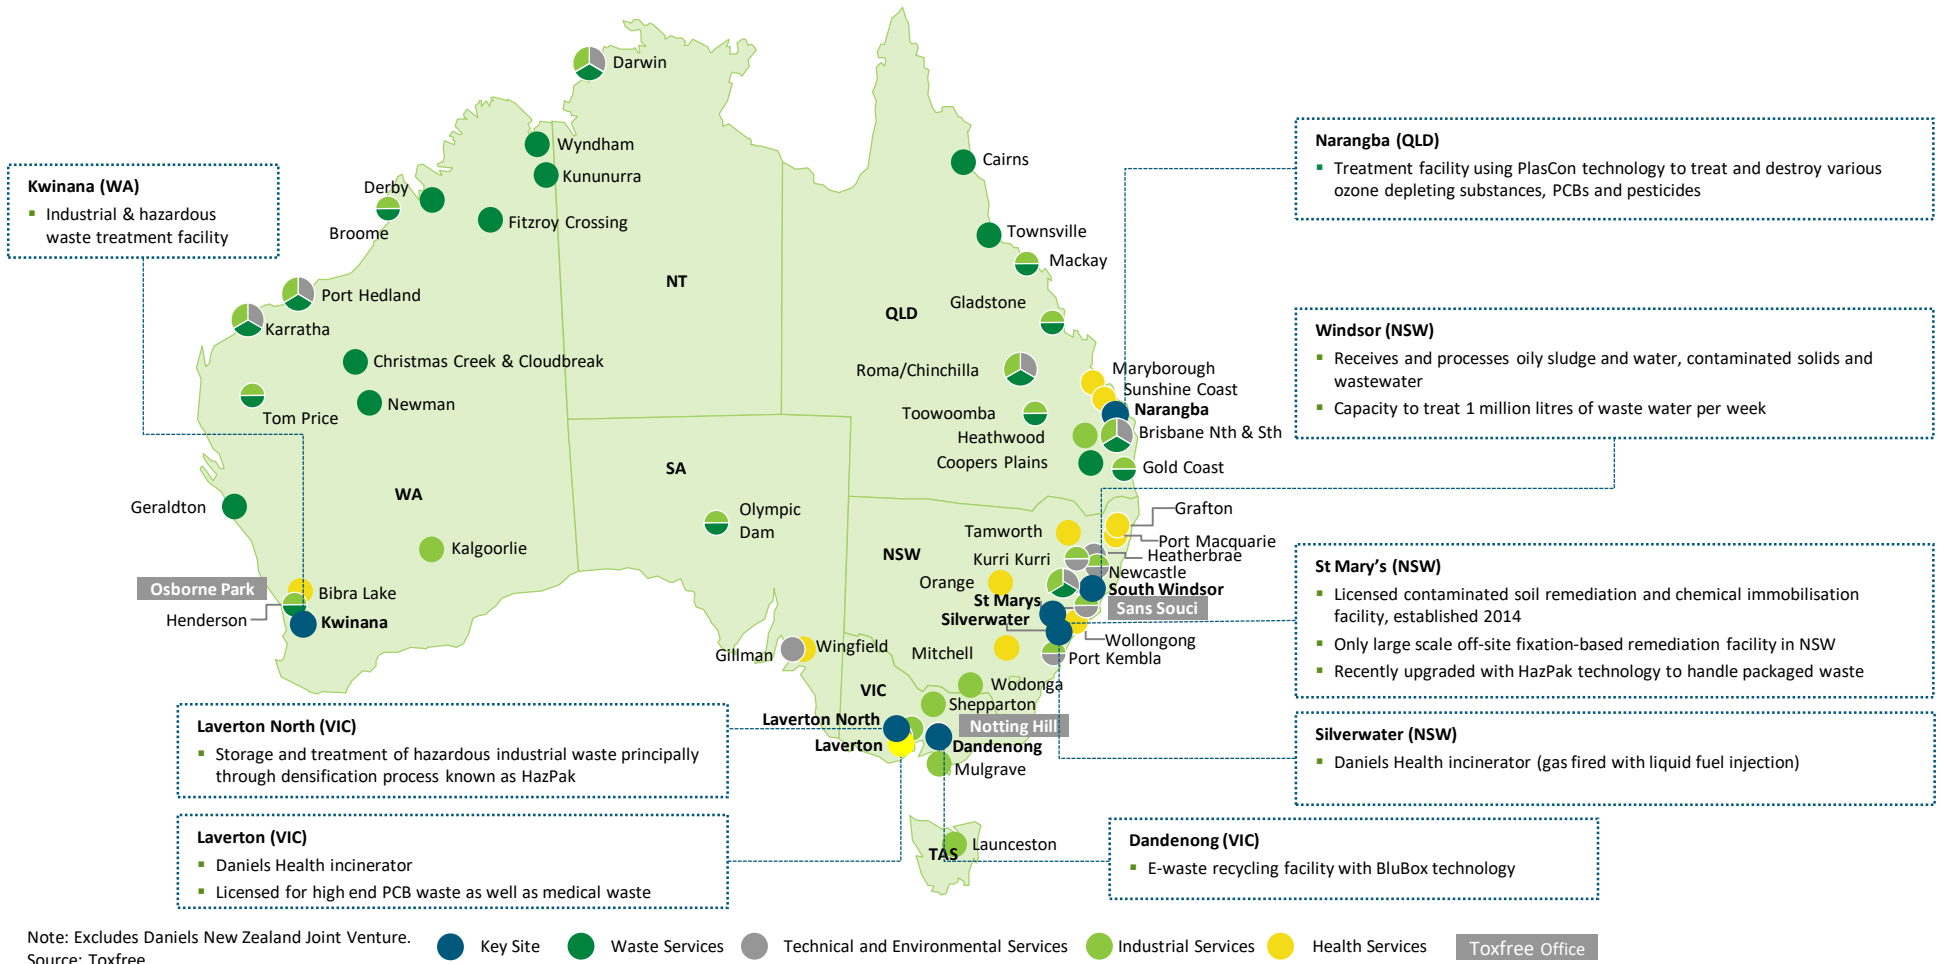 Darwin
Wyndham
Kununurra
Derby
Broome
Fitzroy Crossing
Port Hedland
Karratha
Christmas Creek & Cloudbreak
Tom Price
Newman
Geraldton
WA
Kalgoorlie
Osborne Park
Bibra Lake
Henderson
Kwinana
NT
SA
Olympic
Dam
Gillman
Wingfield
Cairns
Townsville
Mackay
Gladstone
QLD
Roma/Chinchilla
Maryborough
Sunshine Coast
Toowoomba
Narangba
Heathwood
Brisbane Nth & Sth
Coopers Plains
Gold Coast
Grafton
Tamworth
Port Macquarie
NSW
Kurri Kurri
Heatherbrae
Newcastle
Orange
South Windsor
St Marys
Sans Souci
Silverwater
Wollongong
Mitchell
Port Kembla
VIC
Wodonga
Shepparton
Laverton North
Notting Hill
Laverton
Dandenong
Mulgrave
TAS
Launceston
Kwinana (WA)
▪ Industrial & hazardous
waste treatment facility
Narangba (QLD)
▪ Treatment facility using PlasCon technology to treat and destroy various
ozone depleting substances, PCBs and pesticides
Windsor (NSW)
▪ Receives and processes oily sludge and water, contaminated solids and
wastewater
▪ Capacity to treat 1 million litres of waste water per week
St Mary’s (NSW)
▪ Licensed contaminated soil remediation and chemical immobilisation
facility, established 2014
▪ Only large scale off-site fixation-based remediation facility in NSW
▪ Recently upgraded with HazPak technology to handle packaged waste
Silverwater (NSW)
▪ Daniels Health incinerator (gas fired with liquid fuel injection)
Laverton North (VIC)
▪ Storage and treatment of hazardous industrial waste principally
through densification process known as HazPak
Laverton (VIC)
▪ Daniels Health incinerator
▪ Licensed for high end PCB waste as well as medical waste
Dandenong (VIC)
▪ E-waste recycling facility with BluBox technology
Note: Excludes Daniels New Zealand Joint Venture.
Source: Toxfree
Key Site
Waste Services
Technical and Environmental Services
Industrial Services
Health Services
Toxfree Office